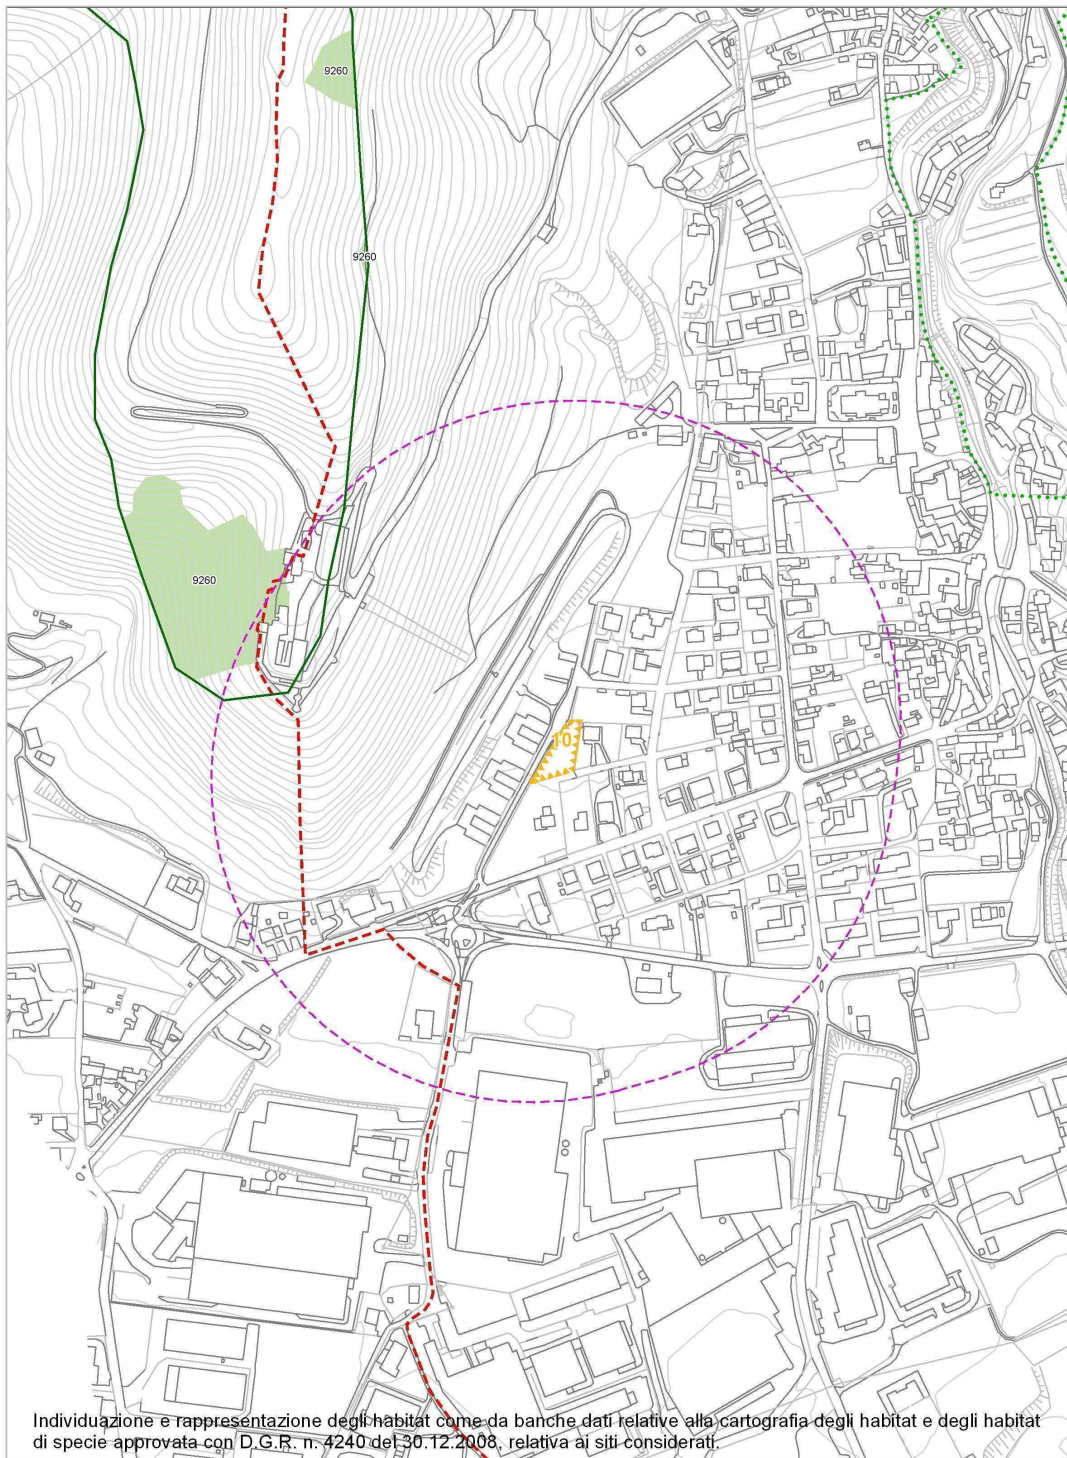 9260
9260
9260
10
Individuazione e rappresentazione degli habitat come da banche dati relative alla cartografia degli habitat e degli habitat
di specie approvata con D.G.R. n. 4240 del 30.12.2008, relativa ai siti considerati.